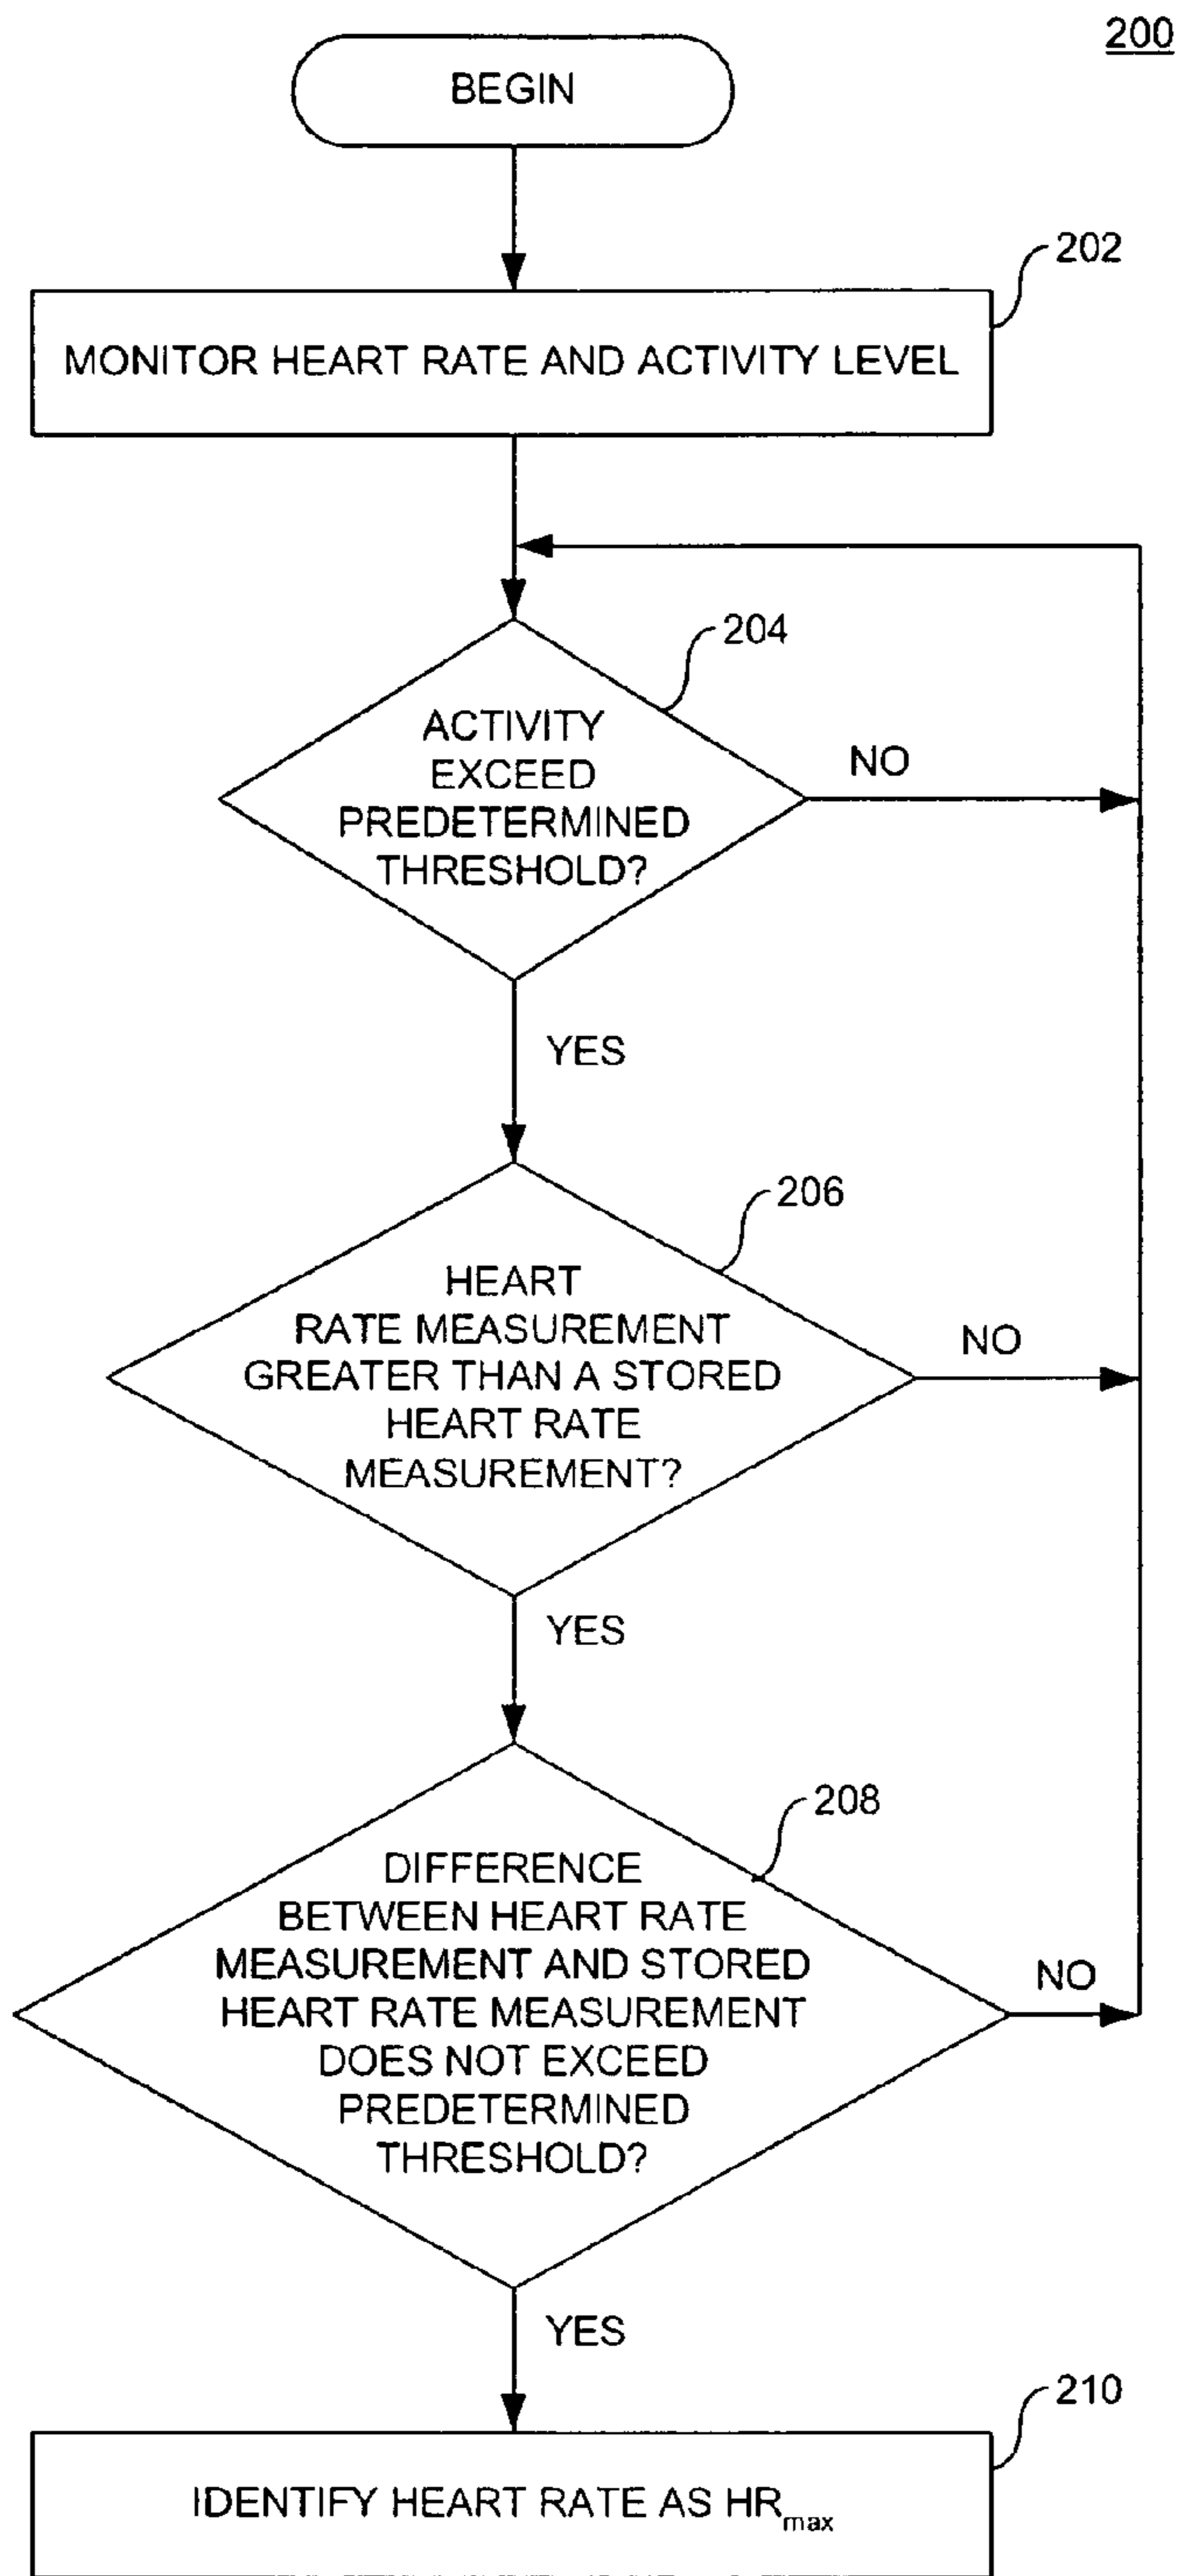 200
BEGIN
202
MONITOR HEART RATE AND ACTIVITY LEVEL
204
ACTIVITY
EXCEED
PREDETERMINED
THRESHOLD?
NO
YES
206
HEART
RATE MEASUREMENT
GREATER THAN A STORED
HEART RATE
MEASUREMENT?
NO
YES
208
DIFFERENCE
BETWEEN HEART RATE
MEASUREMENT AND STORED
HEART RATE MEASUREMENT
DOES NOT EXCEED
PREDETERMINED
THRESHOLD?
NO
YES
210
IDENTIFY HEART RATE AS HRmax